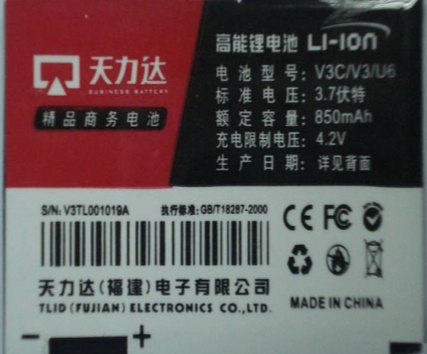 天力达
BUSINESS BATTERY
精品商务电池
高能锂电池 LI-ION
电池型号: V3C/V3/U6
标准电压: 3.7伏特
额定容量: 850mAh
充电限制电压: 4.2V
生产日期: 详见背面
S/N: V3TL001019A
执行标准: GB/T18287-2000
CE FC
天力达(福建)电子有限公司
TLID (FUJIAN) ELECTRONICS CO.,LTD.
MADE IN CHINA
- +